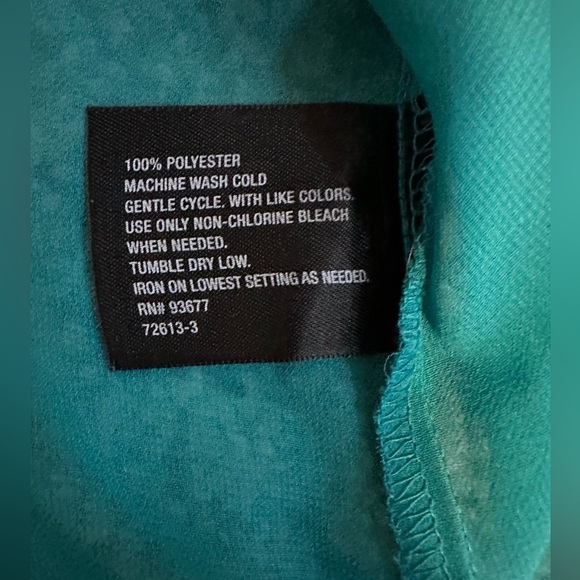 100% POLYESTER
MACHINE WASH COLD
GENTLE CYCLE. WITH LIKE COLORS.
USE ONLY NON-CHLORINE BLEACH
WHEN NEEDED.
TUMBLE DRY LOW.
IRON ON LOWEST SETTING AS NEEDED.
RN# 93677
72613-3